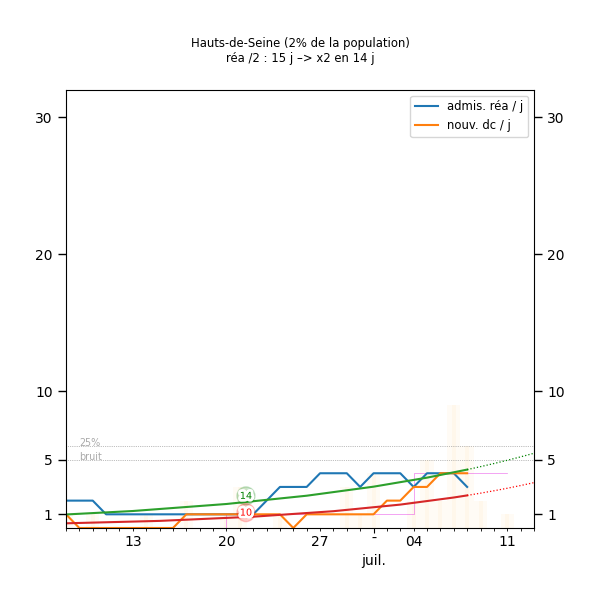 Hauts-de-Seine (2% de la population)
réa /2 : 15 j –> x2 en 14 j
admis. réa / j
nouv. dc / j
30 30
20 20
10 10
25%
bruit
5 5
14
10
1 1
13 20 27 04 11
juil.